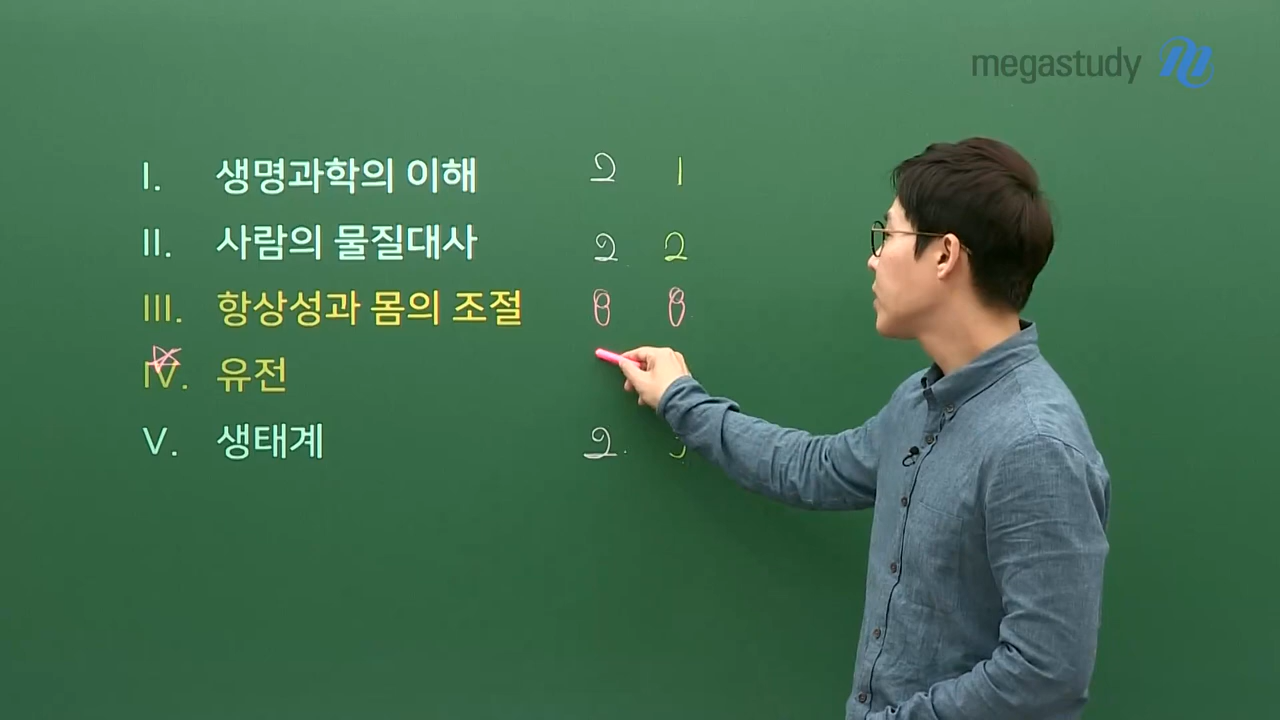 megastudy
I. 생명과학의 이해 2 1
II. 사람의 물질대사 2 2
III. 항상성과 몸의 조절 8 8
IV. 유전
V. 생태계 2